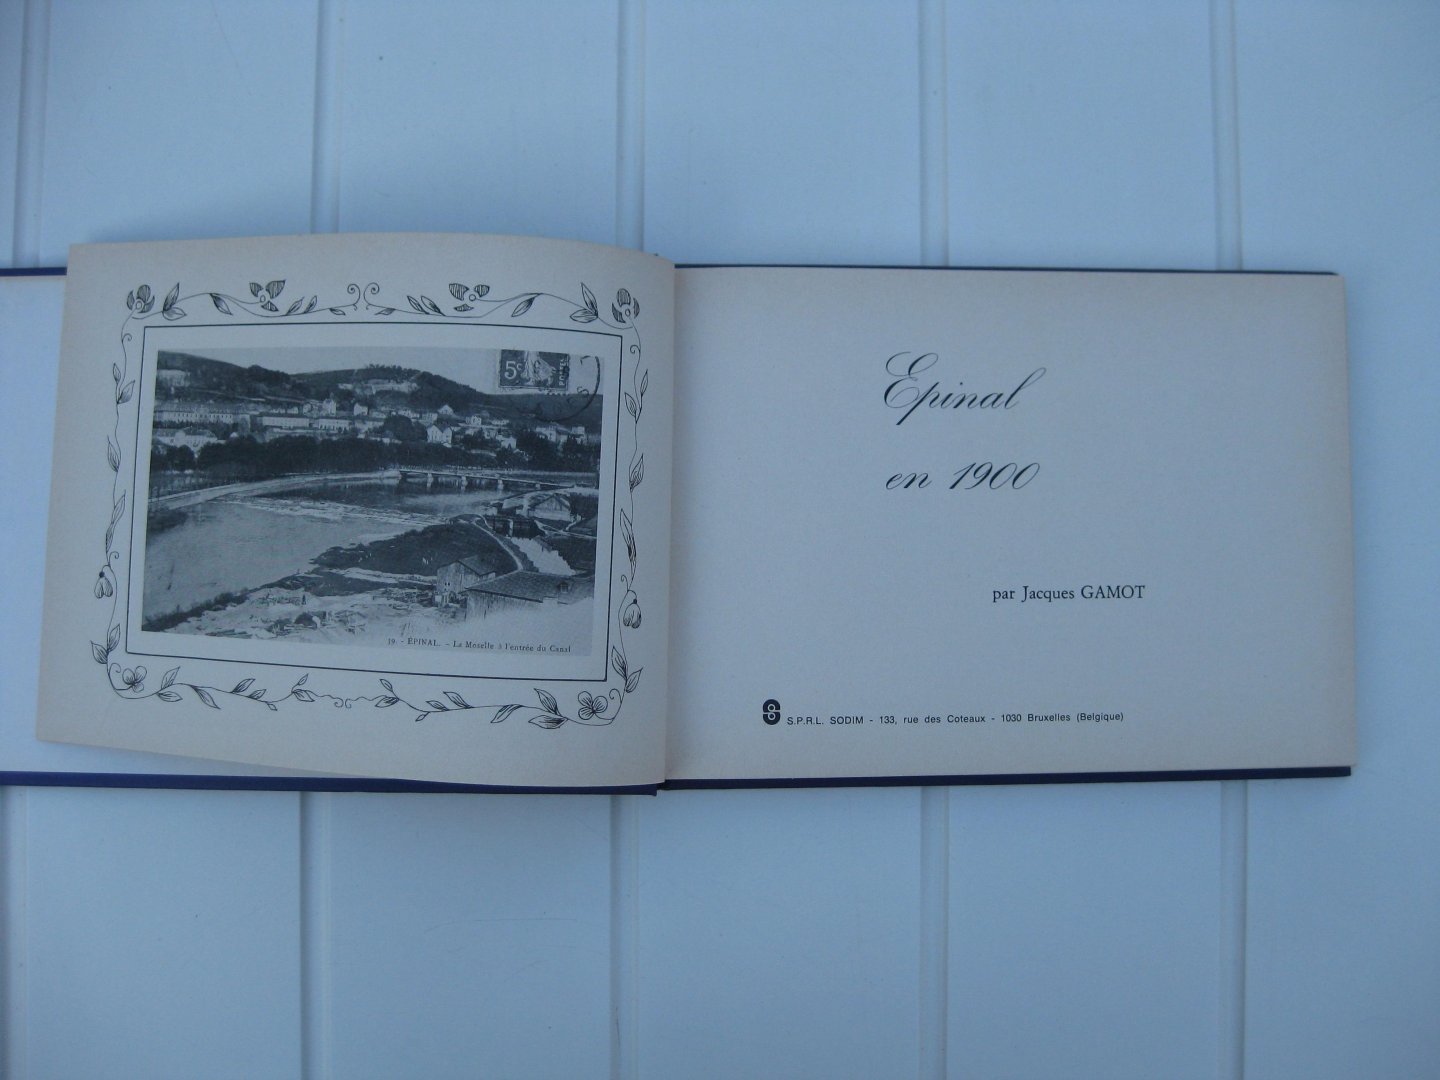 5c
19. - ÉPINAL. - La Moselle à l'entrée du Canal
Epinal
en 1900
par Jacques GAMOT
S.P.R.L. SODIM - 133, rue des Coteaux - 1030 Bruxelles (Belgique)